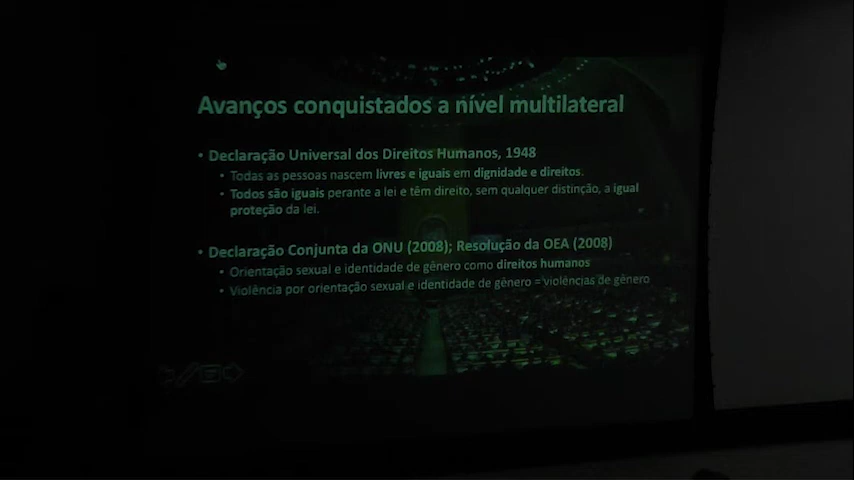 Avanços conquistados a nível multilateral
• Declaração Universal dos Direitos Humanos, 1948
• Todas as pessoas nascem livres e iguais em dignidade e direitos.
• Todos são iguais perante a lei e têm direito, sem qualquer distinção, a igual
proteção da lei.
• Declaração Conjunta da ONU (2008); Resolução da OEA (2008)
• Orientação sexual e identidade de gênero como direitos humanos
• Violência por orientação sexual e identidade de gênero = violências de gênero